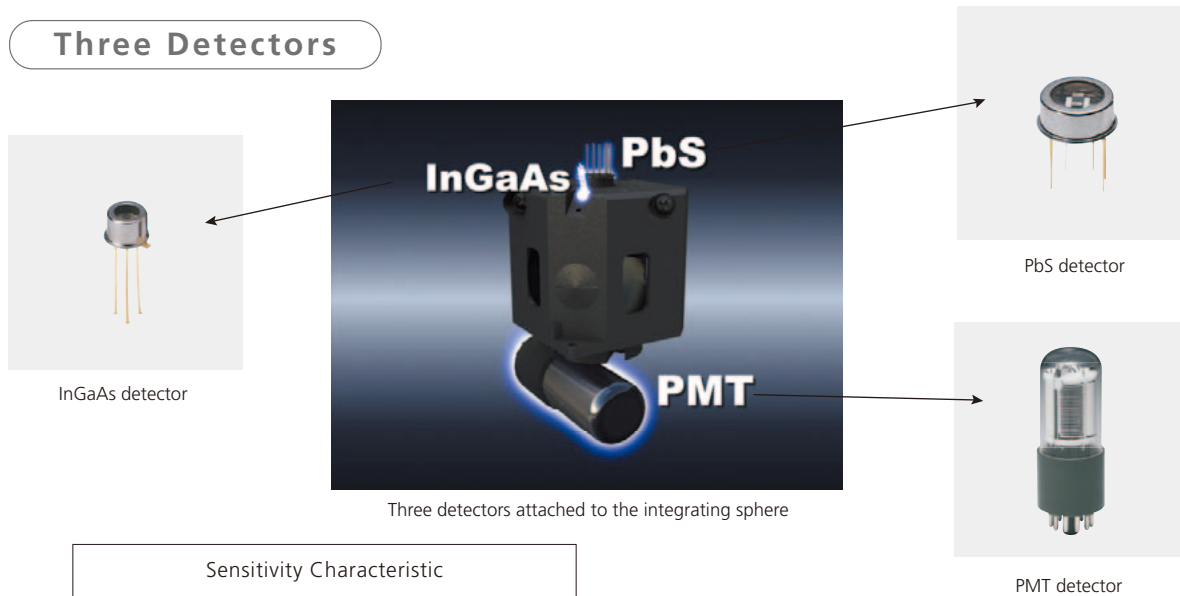 Three Detectors
InGaAs
PbS
PMT
PbS detector
InGaAs detector
Three detectors attached to the integrating sphere
Sensitivity Characteristic
PMT detector